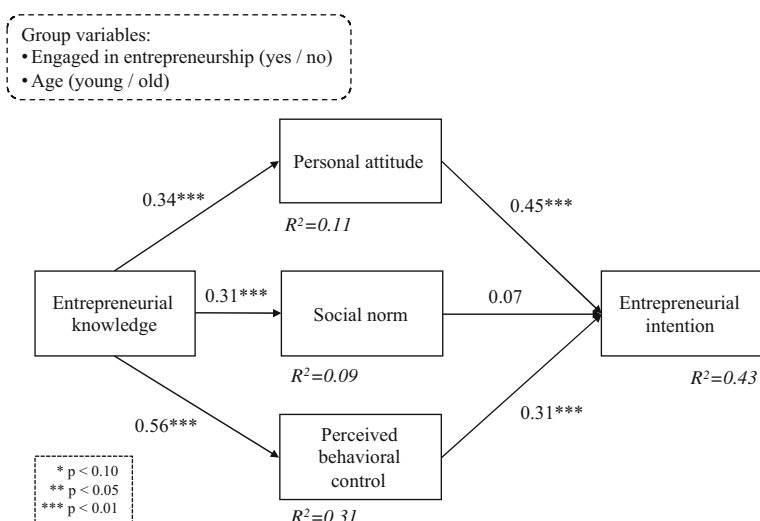 Group variables:
• Engaged in entrepreneurship (yes / no)
• Age (young / old)
Personal attitude
0.34***
0.45***
R²=0.11
Entrepreneurial
knowledge
0.31***
Social norm
0.07
Entrepreneurial
intention
R²=0.09
R²=0.43
0.56***
0.31***
Perceived
behavioral
control
* p < 0.10
** p < 0.05
*** p < 0.01
R²=0.31